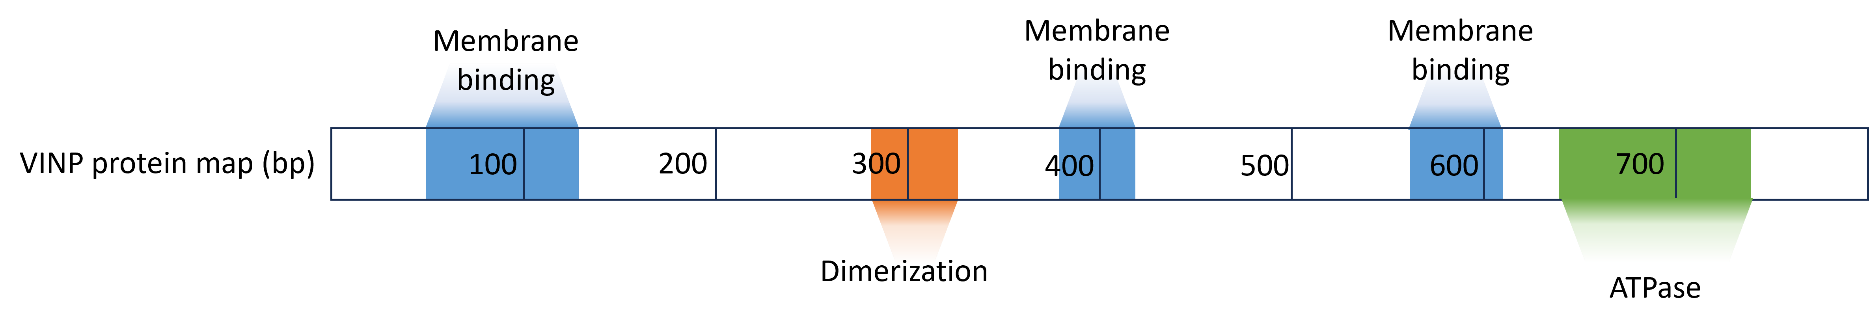 Membrane
binding
Membrane
binding
Membrane
binding
VINP protein map (bp)
100
200
300
400
500
600
700
Dimerization
ATPase